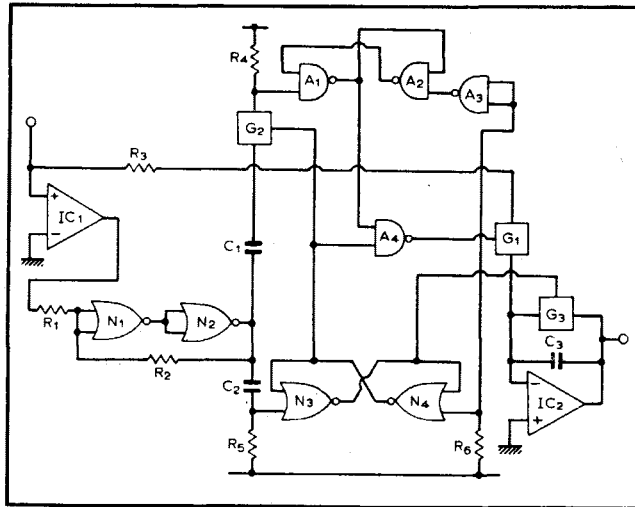 R4
A1
A2
A3
G2
R3
+
−
IC1
A4
G1
C1
G3
R1
N1
N2
R2
C3
C2
N3
N4
−
IC2
+
R5
R6